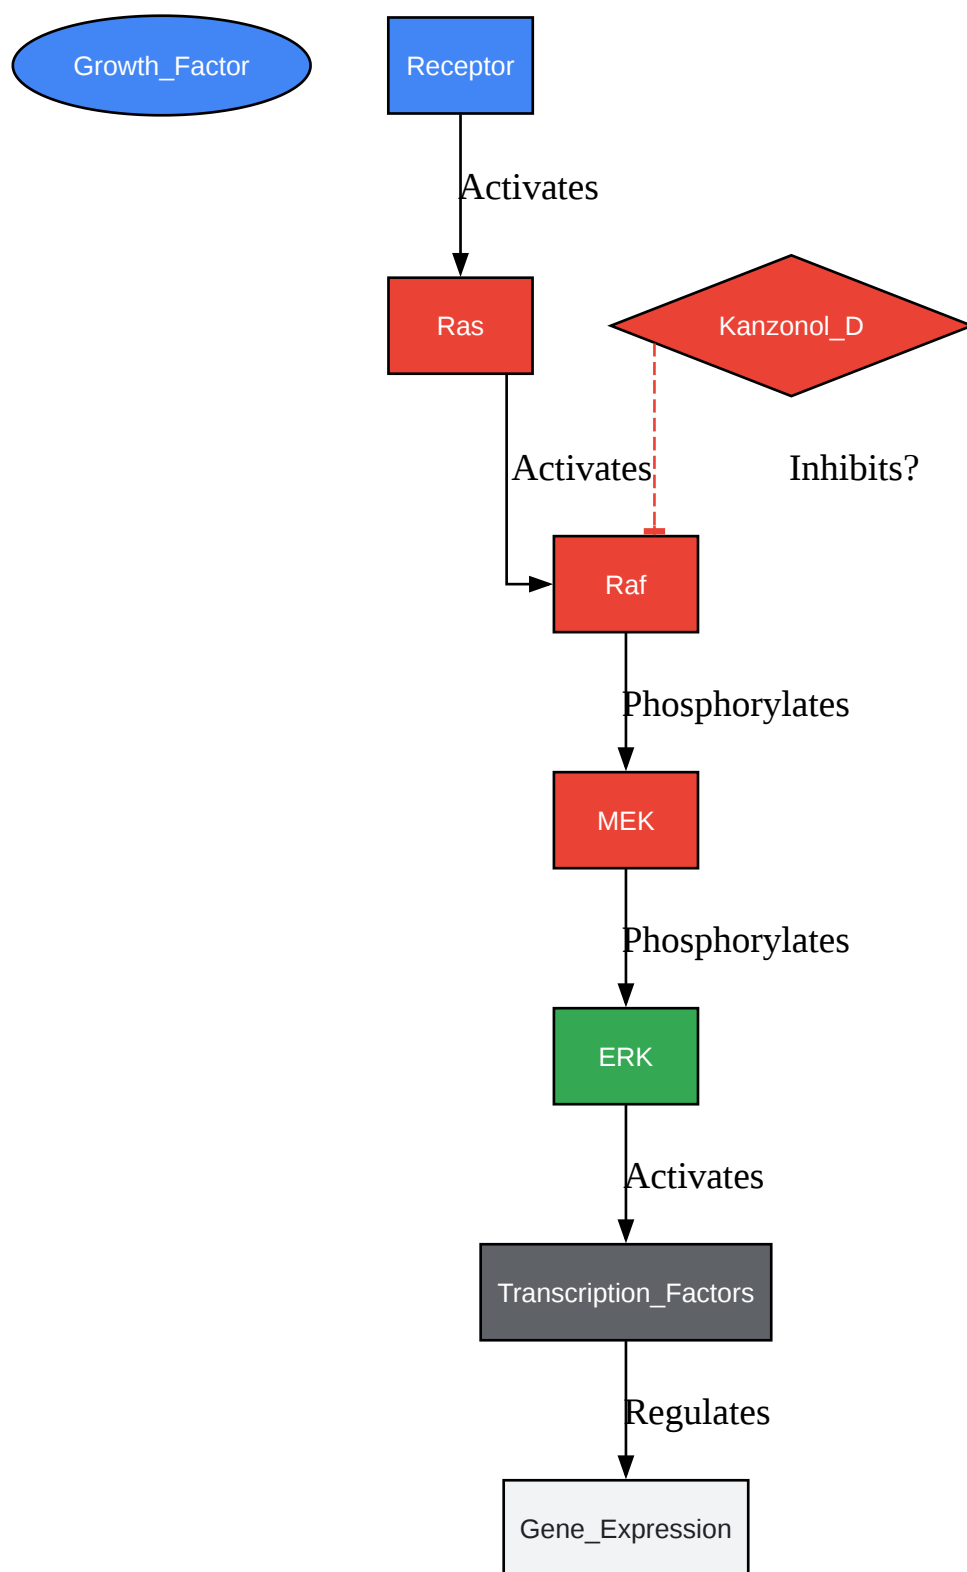 Growth_Factor
Receptor
Activates
Ras
Kanzonol_D
Activates
Inhibits?
Raf
Phosphorylates
MEK
Phosphorylates
ERK
Activates
Transcription_Factors
Regulates
Gene_Expression